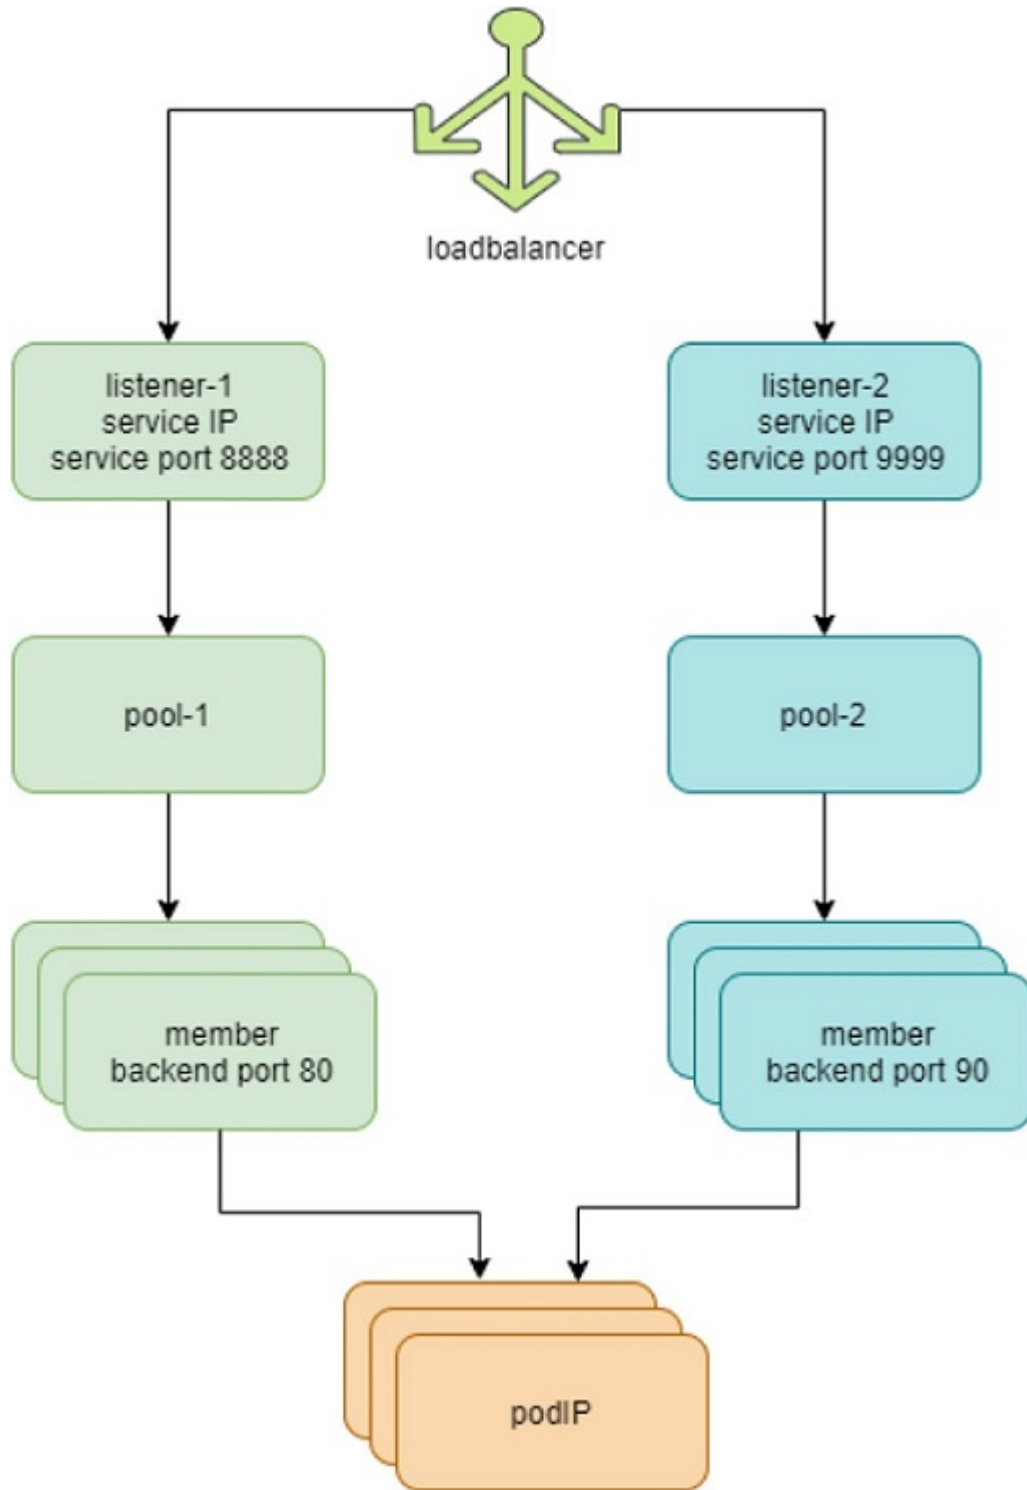 loadbalancer
listener-1
service IP
service port 8888
listener-2
service IP
service port 9999
pool-1
pool-2
member
backend port 80
member
backend port 90
podIP